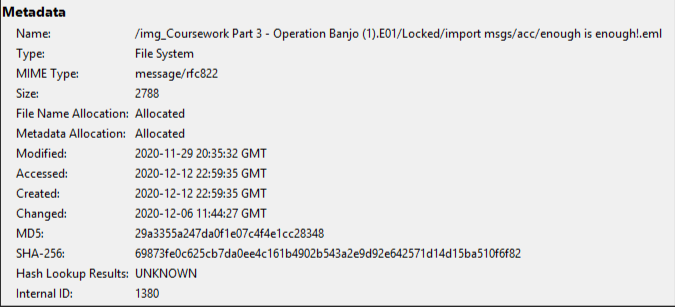 Metadata
Name: /img_Coursework Part 3 - Operation Banjo (1).E01/Locked/import msgs/acc/enough is enough!.eml
Type: File System
MIME Type: message/rfc822
Size: 2788
File Name Allocation: Allocated
Metadata Allocation: Allocated
Modified: 2020-11-29 20:35:32 GMT
Accessed: 2020-12-12 22:59:35 GMT
Created: 2020-12-12 22:59:35 GMT
Changed: 2020-12-06 11:44:27 GMT
MD5: 29a3355a247da0f1e07c4f4e1cc28348
SHA-256: 69873fe0c625cb7da0ee4c161b4902b543a2e9d92e642571d14d15ba510f6f82
Hash Lookup Results: UNKNOWN
Internal ID: 1380